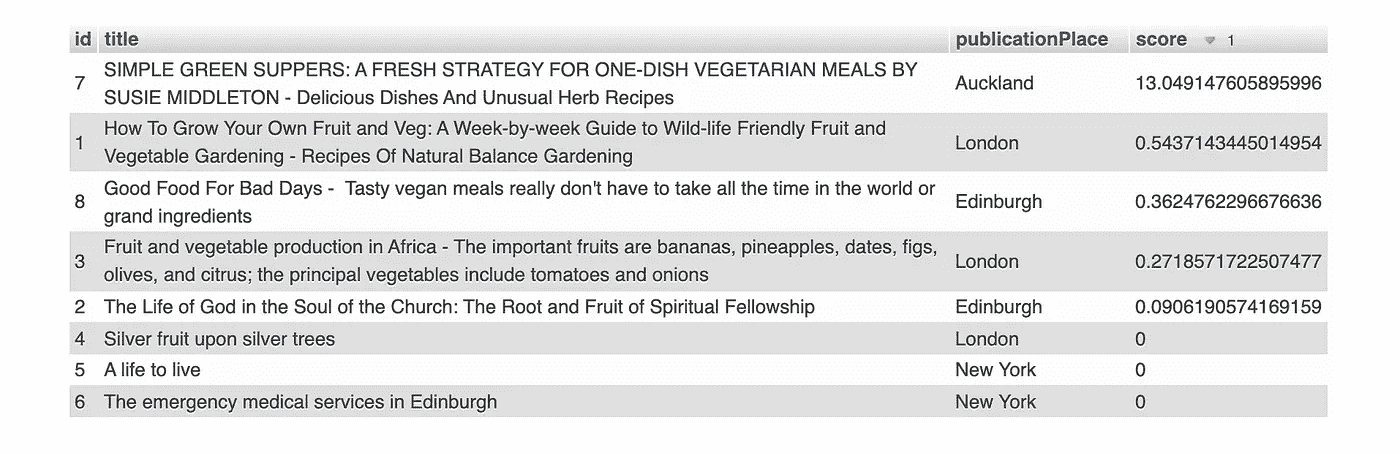 id title publicationPlace score 1
7 SIMPLE GREEN SUPPERS: A FRESH STRATEGY FOR ONE-DISH VEGETARIAN MEALS BY
SUSIE MIDDLETON - Delicious Dishes And Unusual Herb Recipes
Auckland 13.049147605895996
1 How To Grow Your Own Fruit and Veg: A Week-by-week Guide to Wild-life Friendly Fruit and
Vegetable Gardening - Recipes Of Natural Balance Gardening
London 0.5437143445014954
8 Good Food For Bad Days -  Tasty vegan meals really don't have to take all the time in the world or
grand ingredients
Edinburgh 0.3624762296676636
3 Fruit and vegetable production in Africa - The important fruits are bananas, pineapples, dates, figs,
olives, and citrus; the principal vegetables include tomatoes and onions
London 0.2718571722507477
2 The Life of God in the Soul of the Church: The Root and Fruit of Spiritual Fellowship Edinburgh 0.0906190574169159
4 Silver fruit upon silver trees London 0
5 A life to live New York 0
6 The emergency medical services in Edinburgh New York 0